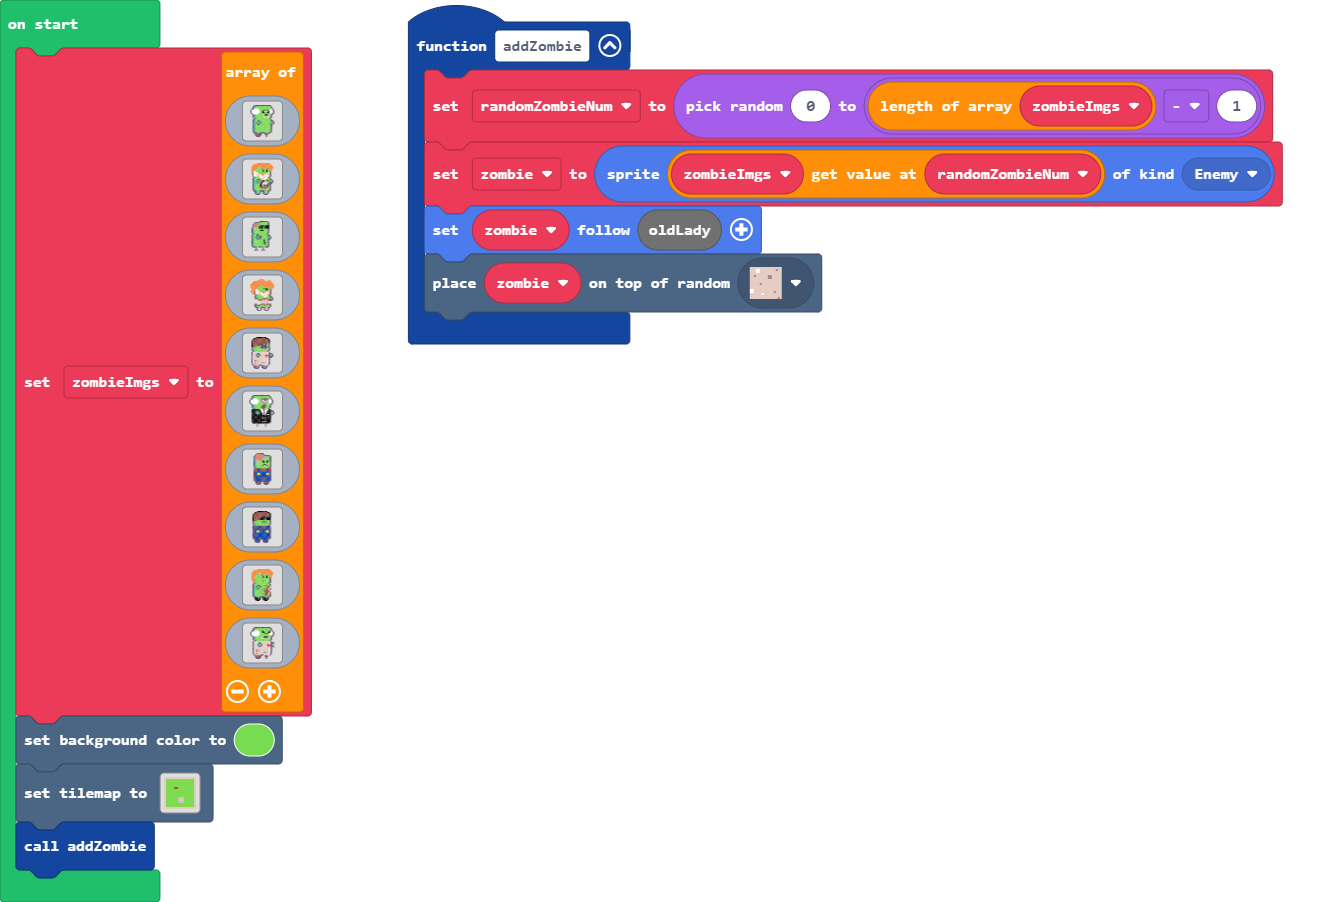 on start
array of
set zombieImgs to
set background color to
set tilemap to
call addZombie
function addZombie
set randomZombieNum to pick random 0 to length of array zombieImgs - 1
set zombie to sprite zombieImgs get value at randomZombieNum of kind Enemy
set zombie follow oldLady
place zombie on top of random